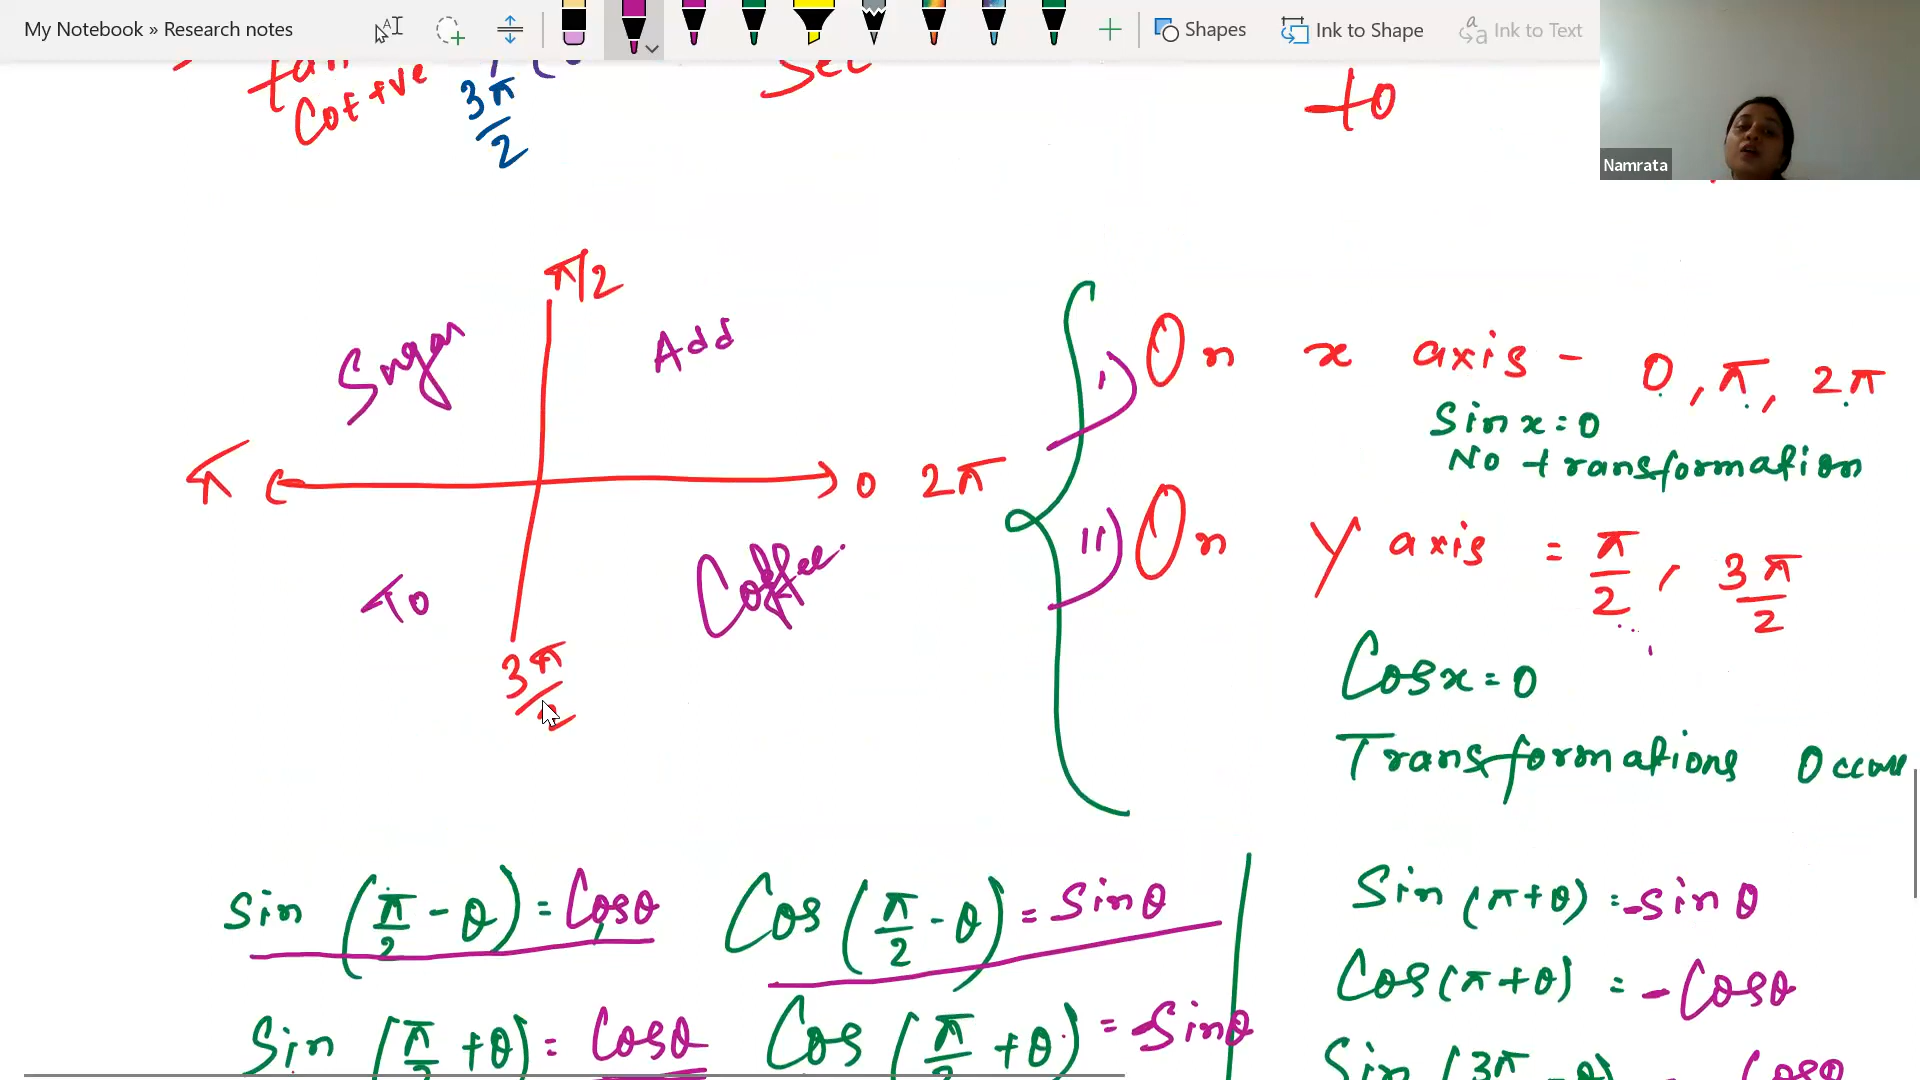 My Notebook » Research notes
Shapes
Ink to Shape
Ink to Text
Namrata
Cot +ve
3π/2
Sec
to
π/2
Sugar
Add
π
0 2π
To
Coffee
3π/2
i) On x axis - 0, π, 2π
Sin x = 0
No transformation
ii) On Y axis = π/2, 3π/2
Cos x = 0
Transformations Occurs
Sin (π/2 - θ) = Cosθ
Cos (π/2 - θ) = Sinθ
Sin (π/2 + θ) = Cosθ
Cos (π/2 + θ) = -Sinθ
Sin (π+θ) = -Sin θ
Cos (π+θ) = -Cosθ